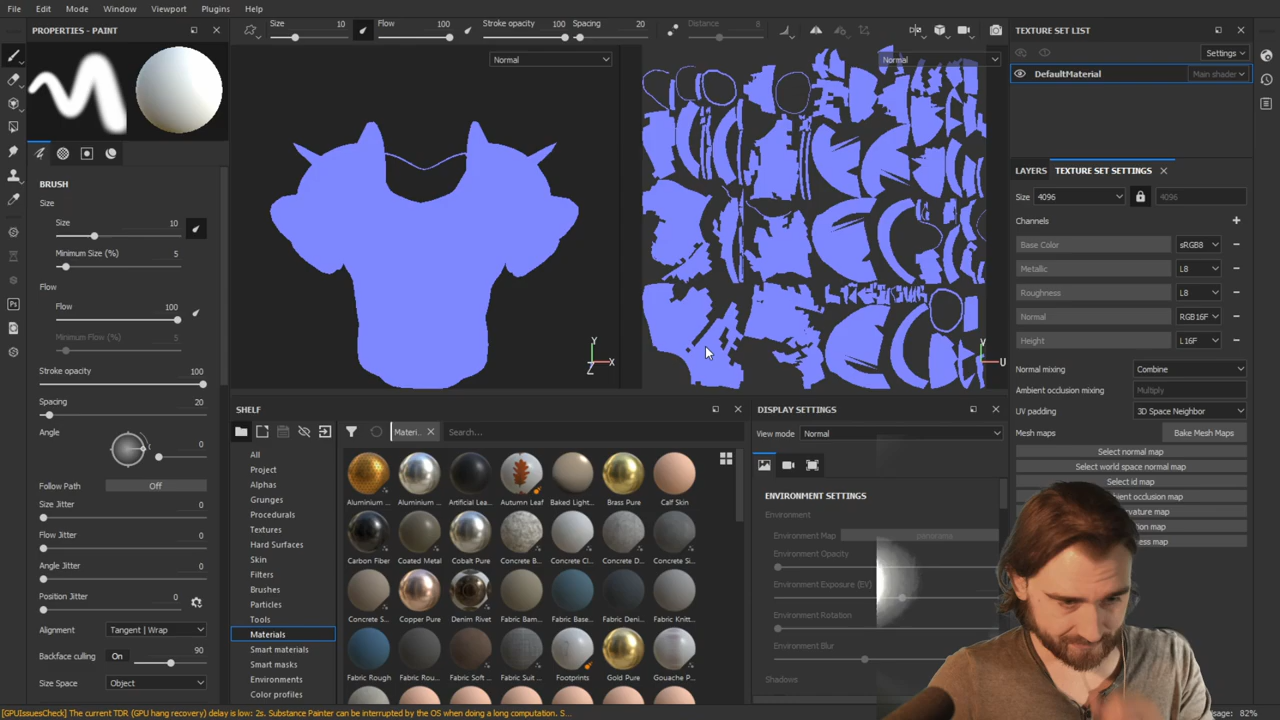 File Edit Mode Window Viewport Plugins Help
PROPERTIES - PAINT
Size 10 Flow 100 Stroke opacity 100 Spacing 20 Distance 8
TEXTURE SET LIST
Normal
Normal
Settings
DefaultMaterial Main shader
LAYERS TEXTURE SET SETTINGS
BRUSH
Size
Size 10
Minimum Size (%) 5
Flow
Flow 100
Minimum Flow (%) 5
Stroke opacity 100
Spacing 20
Angle
0
Follow Path Off
Size Jitter 0
Flow Jitter 0
Angle Jitter 0
Position Jitter 0
Alignment Tangent | Wrap
Backface culling On 90
Size Space Object
Y
X
Z
V
U
Size 4096 4096
Channels
Base Color sRGB8
Metallic L8
Roughness L8
Normal RGB16F
Height L16F
Normal mixing Combine
Ambient occlusion mixing Multiply
UV padding 3D Space Neighbor
Mesh maps Bake Mesh Maps
Select normal map
Select world space normal map
Select id map
SHELF
Materi...
Search...
All
Project
Alphas
Grunges
Procedurals
Textures
Hard Surfaces
Skin
Filters
Brushes
Particles
Tools
Materials
Smart materials
Smart masks
Environments
Color profiles
Aluminium ... Aluminium ... Artificial Lea... Autumn Leaf Baked Light... Brass Pure Calf Skin
Carbon Fiber Coated Metal Cobalt Pure Concrete B... Concrete Cl... Concrete D... Concrete Si...
Concrete S... Copper Pure Denim Rivet Fabric Bam... Fabric Base... Fabric Deni... Fabric Knitt...
Fabric Rough Fabric Rou... Fabric Soft ... Fabric Suit ... Footprints Gold Pure Gouache P...
DISPLAY SETTINGS
View mode Normal
ENVIRONMENT SETTINGS
Environment
Environment Map panorama
Environment Opacity
Environment Exposure (EV)
Environment Rotation
Environment Blur
Shadows
[GPUIssuesCheck] The current TDR (GPU hang recovery) delay is low: 2s. Substance Painter can be interrupted by the OS when doing a long computation. S...
82%